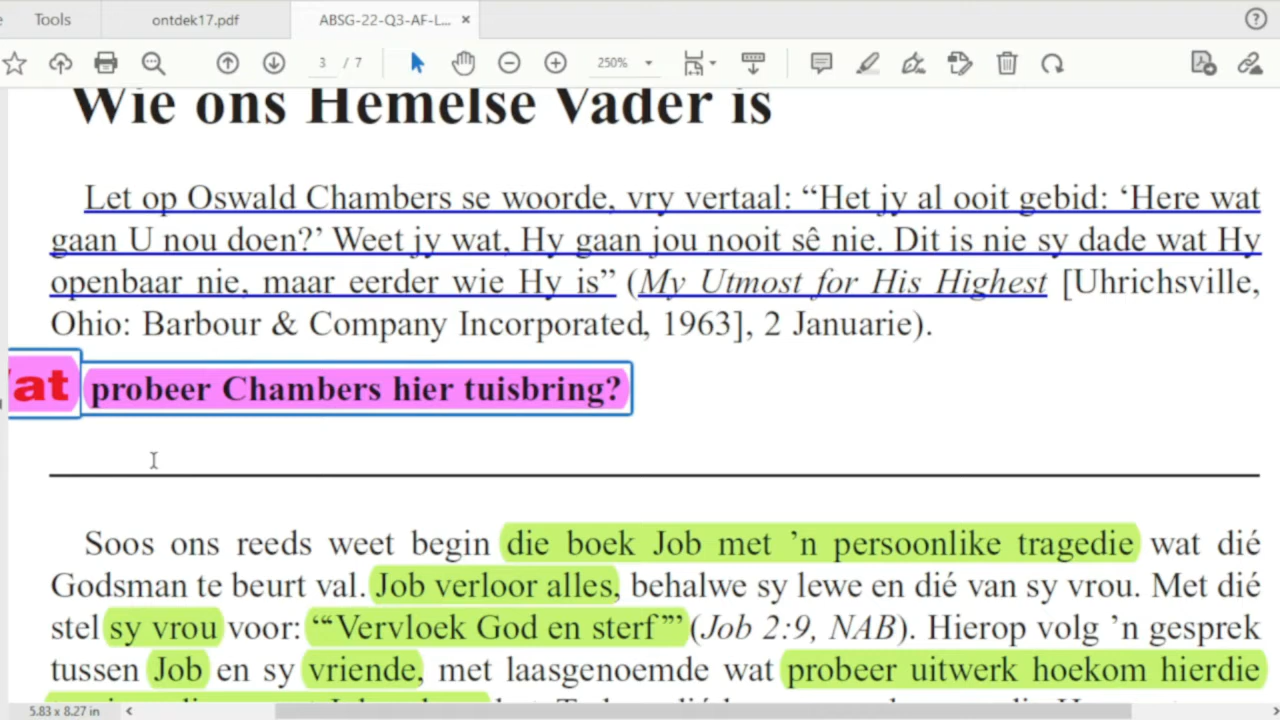 Tools
ontdek17.pdf
ABSG-22-Q3-AF-L...
3 / 7
250%
Wie ons Hemelse Vader is
Let op Oswald Chambers se woorde, vry vertaal: “Het jy al ooit gebid: ‘Here wat
gaan U nou doen?’ Weet jy wat, Hy gaan jou nooit sê nie. Dit is nie sy dade wat Hy
openbaar nie, maar eerder wie Hy is” (My Utmost for His Highest [Uhrichsville,
Ohio: Barbour & Company Incorporated, 1963], 2 Januarie).
probeer Chambers hier tuisbring?
Soos ons reeds weet begin die boek Job met ’n persoonlike tragedie wat dié
Godsman te beurt val. Job verloor alles, behalwe sy lewe en dié van sy vrou. Met dié
stel sy vrou voor: “‘Vervloek God en sterf’” (Job 2:9, NAB). Hierop volg ’n gesprek
tussen Job en sy vriende, met laasgenoemde wat probeer uitwerk hoekom hierdie
5.83 x 8.27 in